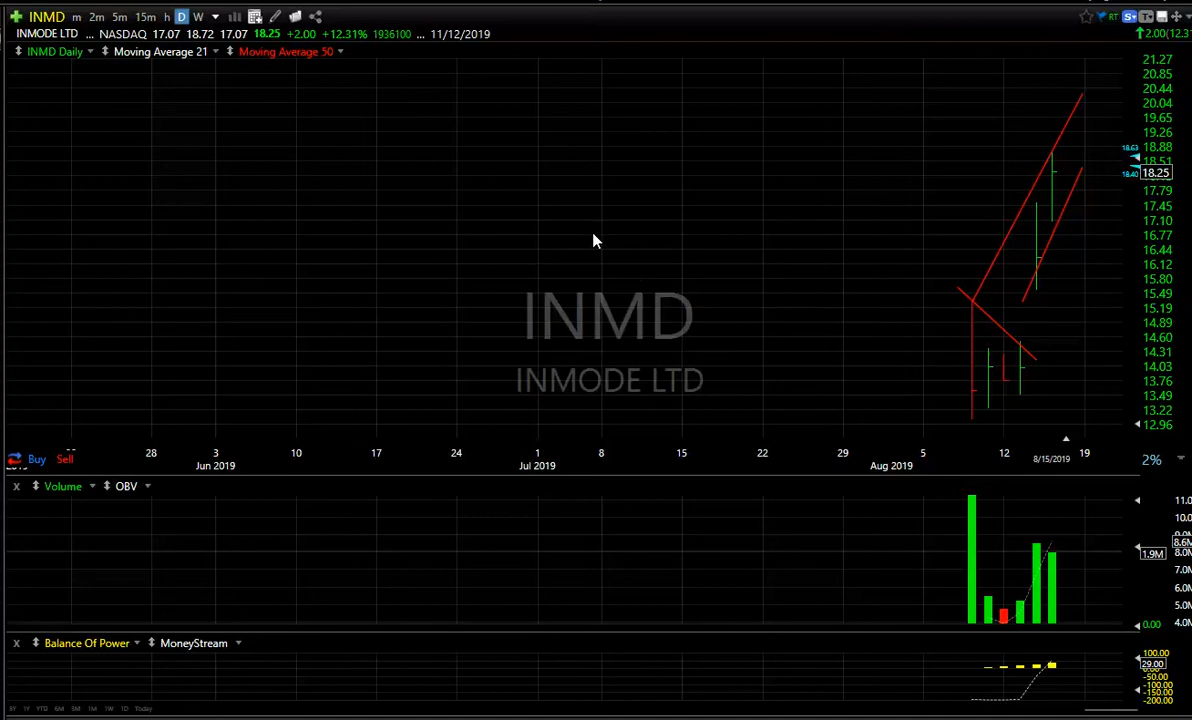 INMD m 2m 5m 15m h D W RT S T
INMODE LTD ... NASDAQ 17.07 18.72 17.07 18.25 +2.00 +12.31% 1936100 ... 11/12/2019
2.00(12.3
INMD Daily Moving Average 21 Moving Average 50
21.27
20.85
20.44
20.04
19.65
19.26
18.88
18.63
18.51
18.40
18.25
17.79
17.45
17.10
16.77
16.44
16.12
15.80
15.49
15.19
14.89
14.60
14.31
14.03
13.76
13.49
13.22
12.96
INMD
INMODE LTD
28 3 10 17 24 1 8 15 22 29 5 12 19
Buy Sell
Jun 2019 Jul 2019 Aug 2019 8/15/2019
2%
x Volume OBV
11.0
10.0
8.6M
1.9M
8.0M
7.0M
6.0M
5.0M
0.00
4.0M
x Balance Of Power MoneyStream
100.00
29.00
-50.00
-100.00
-150.00
-200.00
5Y 1Y YTD 6M 3M 1M 1W 1D Today